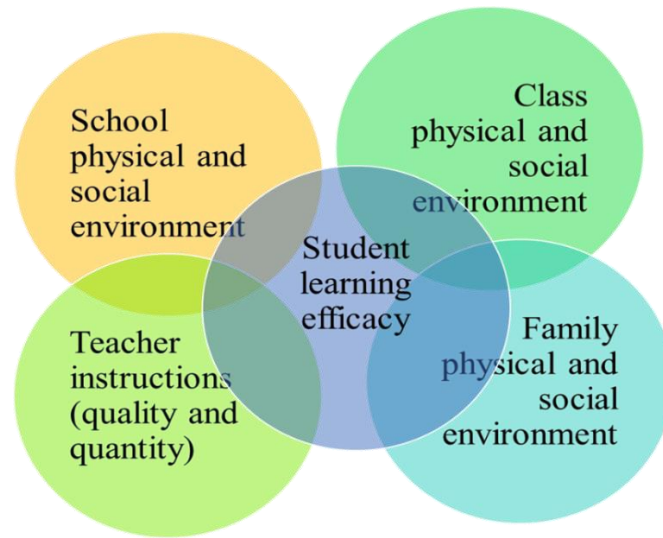 School
physical and
social
environment
Class
physical and
social
environment
Student
learning
efficacy
Teacher
instructions
(quality and
quantity)
Family
physical and
social
environment